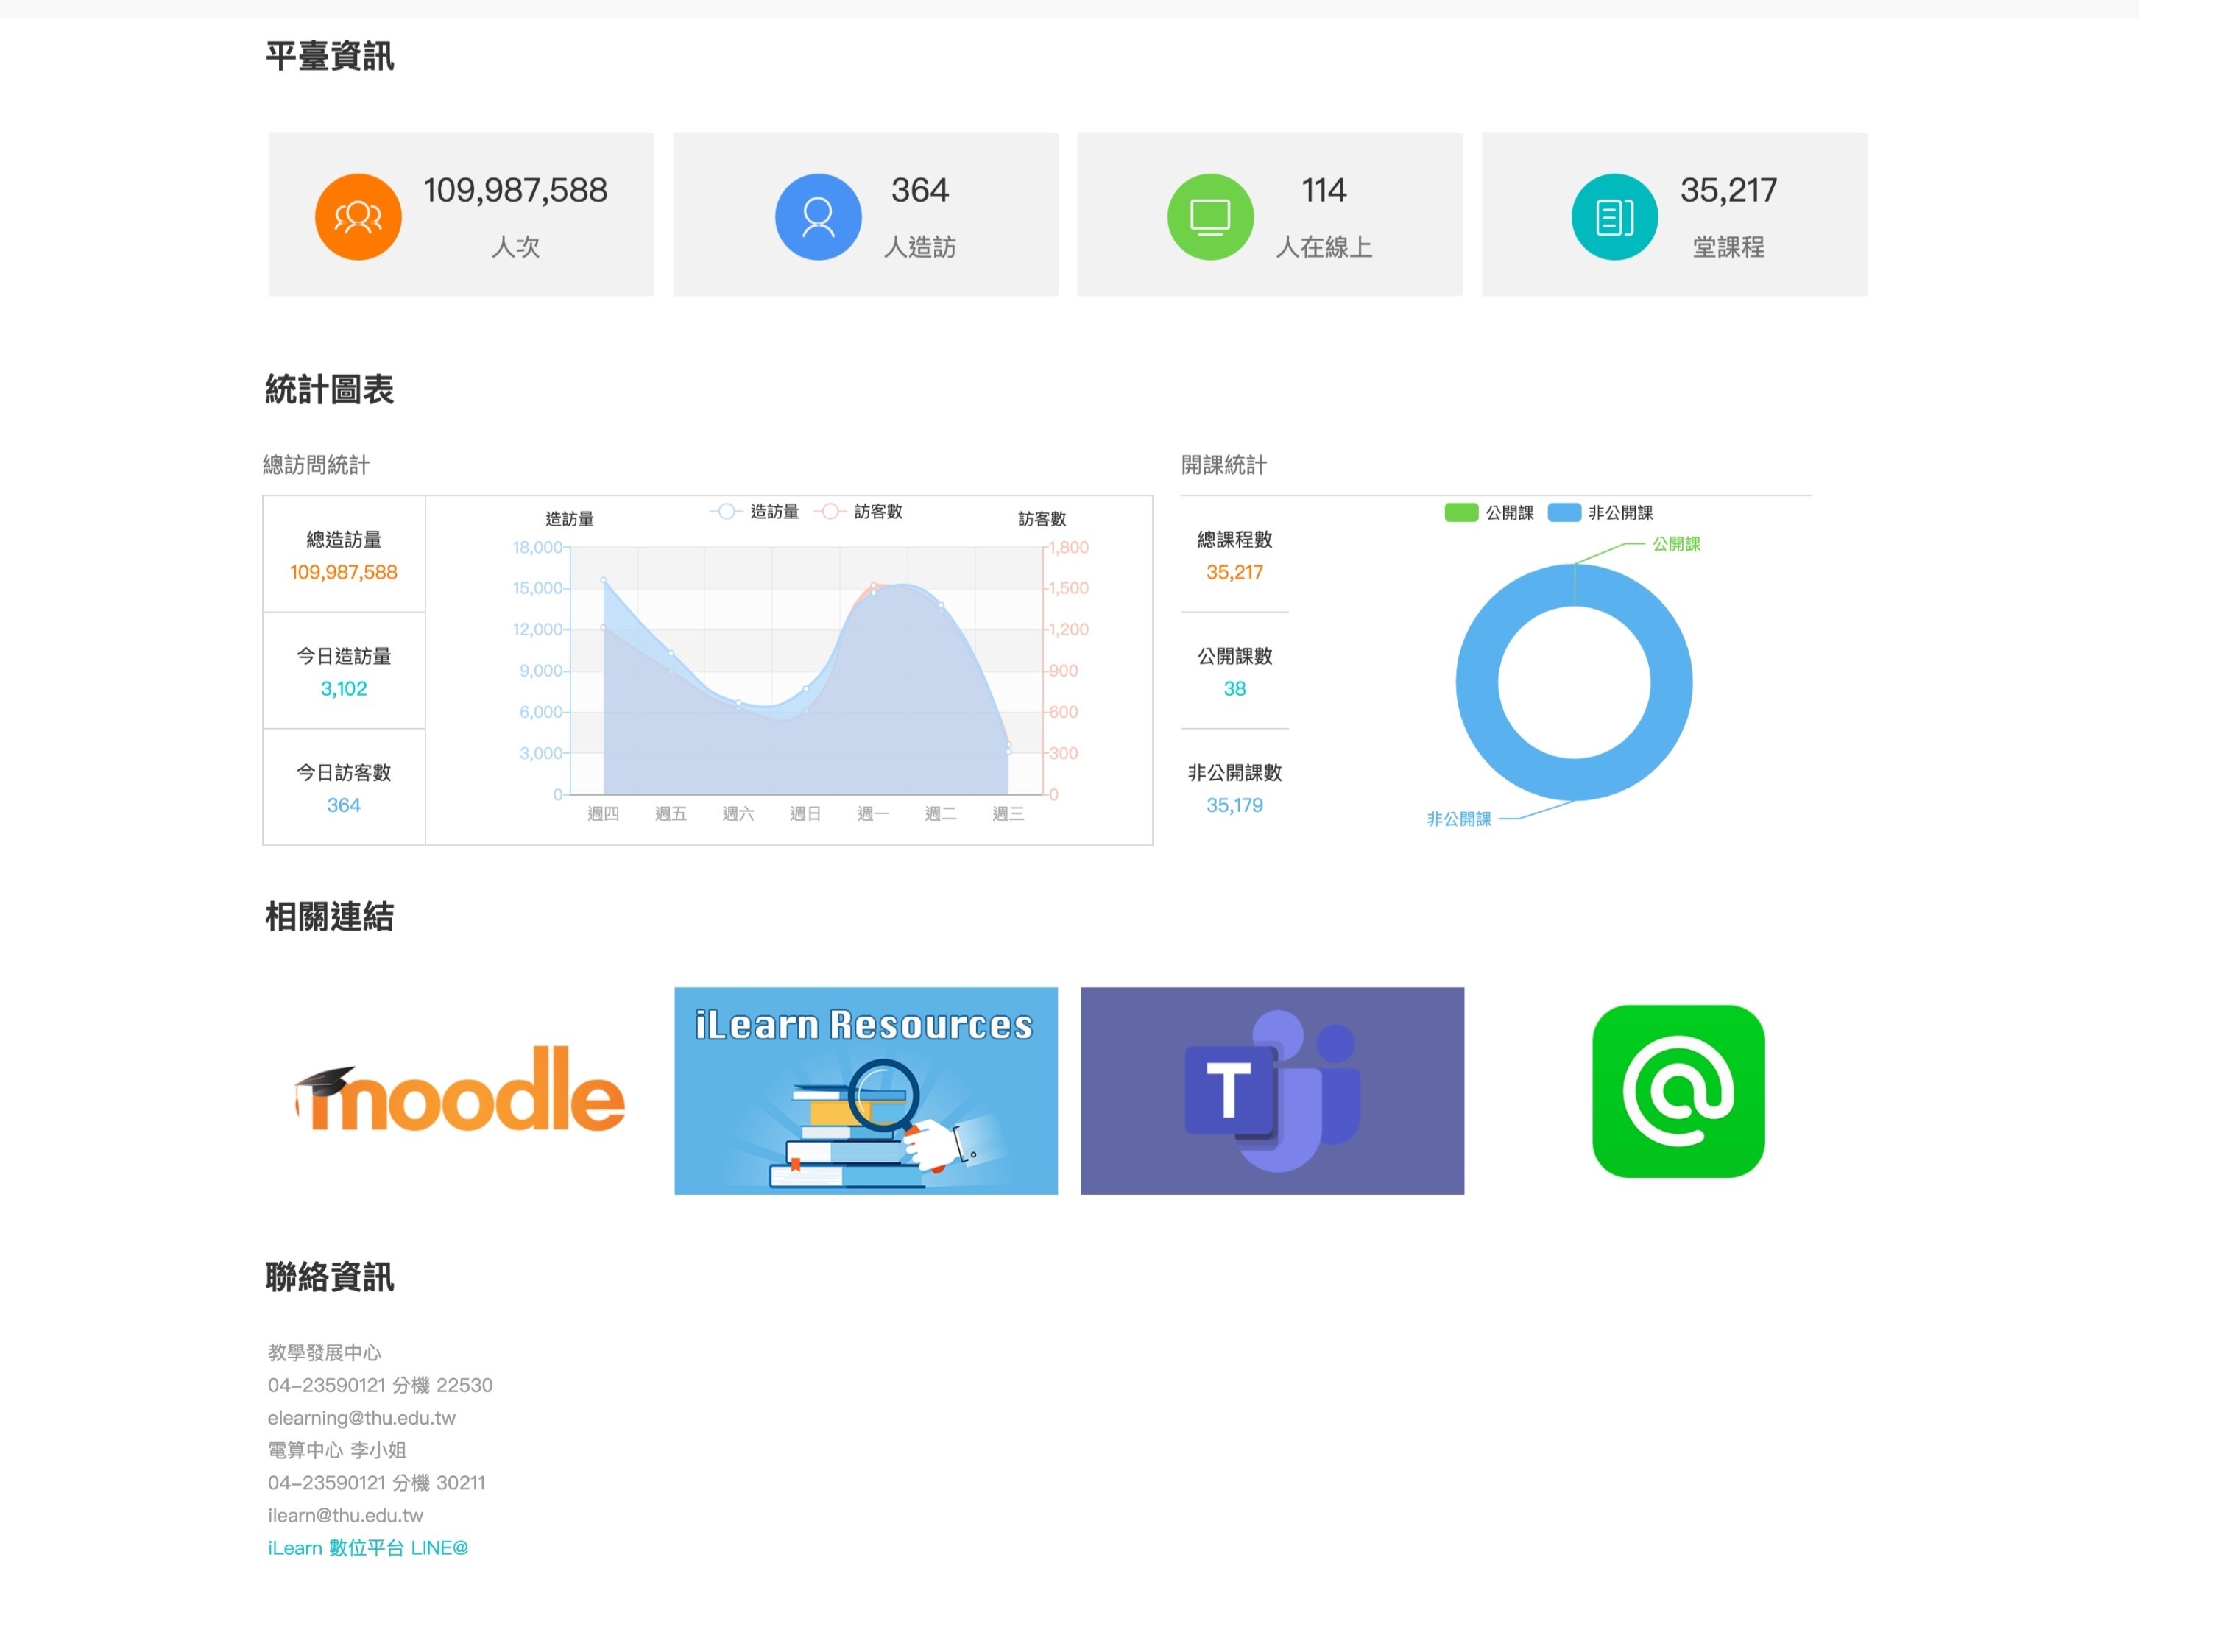 平臺資訊
109,987,588
人次
364
人造訪
114
人在線上
35,217
堂課程
統計圖表
總訪問統計
總造訪量
109,987,588
今日造訪量
3,102
今日訪客數
364
造訪量
造訪量 訪客數
訪客數
18,000 1,800
15,000 1,500
12,000 1,200
9,000 900
6,000 600
3,000 300
0 0
週四 週五 週六 週日 週一 週二 週三
開課統計
總課程數
35,217
公開課數
38
非公開課數
35,179
公開課 非公開課
公開課
非公開課
相關連結
moodle
iLearn Resources
T
@
聯絡資訊
教學發展中心
04-23590121 分機 22530
elearning@thu.edu.tw
電算中心 李小姐
04-23590121 分機 30211
ilearn@thu.edu.tw
iLearn 數位平台 LINE@